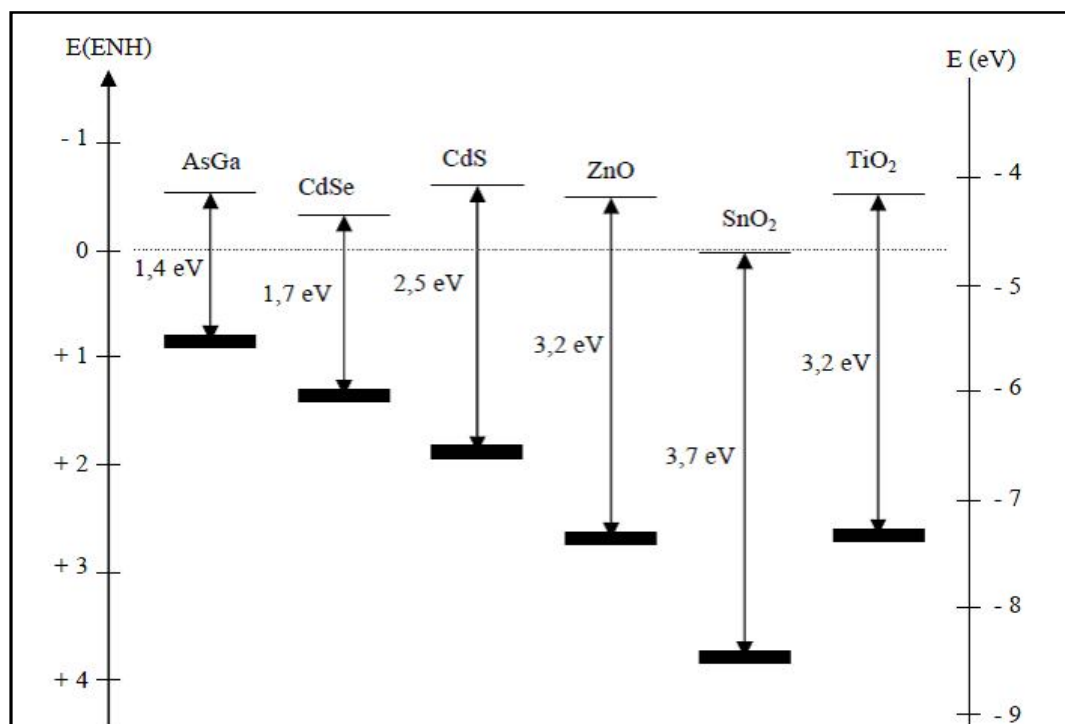 E(ENH)
E (eV)
- 1
AsGa
CdSe
CdS
ZnO
SnO₂
TiO₂
- 4
0
1,4 eV
1,7 eV
2,5 eV
3,2 eV
3,7 eV
3,2 eV
- 5
+ 1
- 6
+ 2
- 7
+ 3
- 8
+ 4
- 9